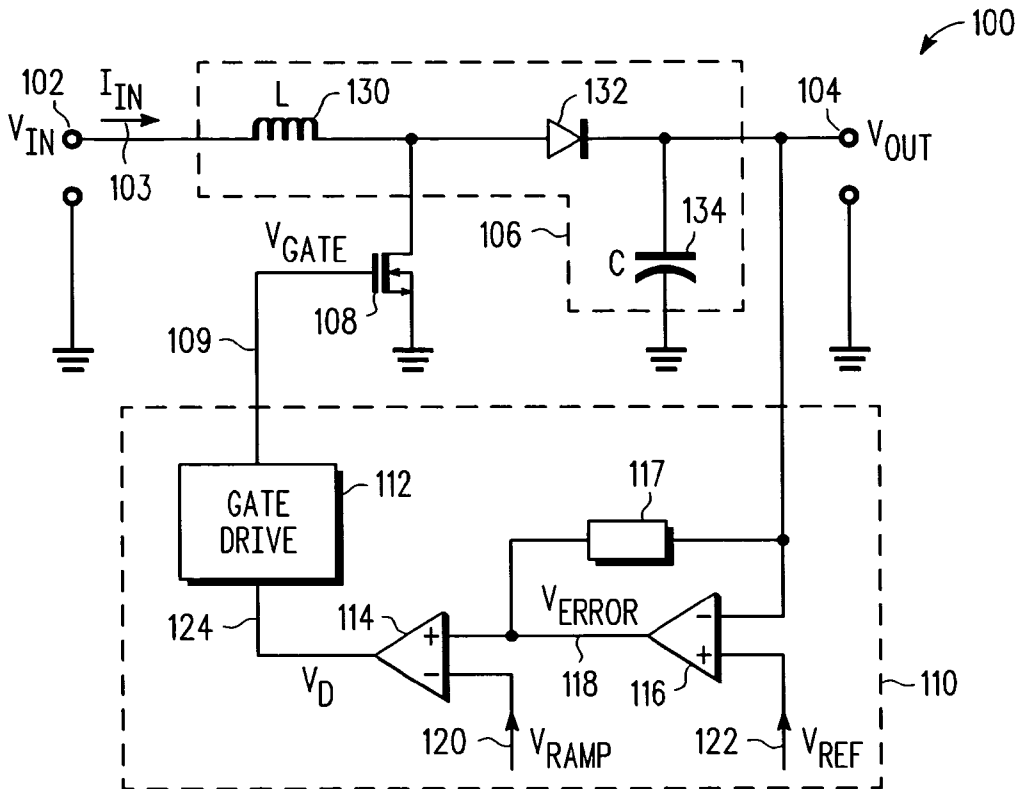 100
102
I_IN
V_IN
103
L
130
132
104
V_OUT
106
134
C
V_GATE
108
109
GATE
DRIVE
112
117
124
114
V_ERROR
+
-
-
+
118
116
110
V_D
120
V_RAMP
122
V_REF